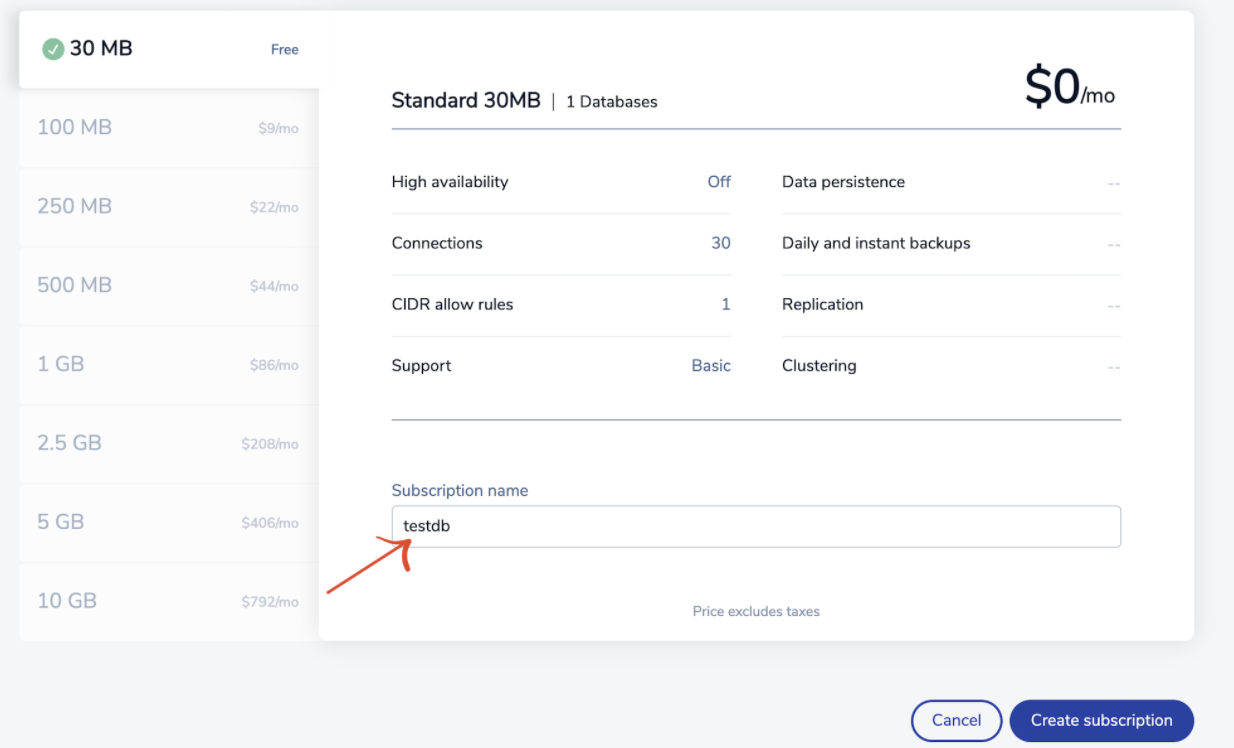 30 MB Free
100 MB $9/mo
250 MB $22/mo
500 MB $44/mo
1 GB $86/mo
2.5 GB $208/mo
5 GB $406/mo
10 GB $792/mo
Standard 30MB | 1 Databases $0/mo
High availability Off
Connections 30
CIDR allow rules 1
Support Basic
Data persistence --
Daily and instant backups --
Replication --
Clustering --
Subscription name
testdb
Price excludes taxes
Cancel Create subscription